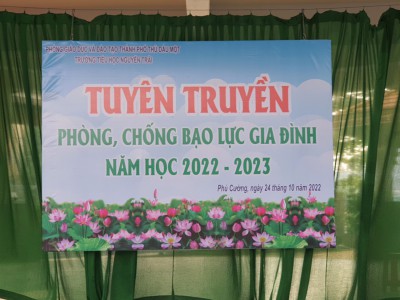 PHÒNG GIÁO DỤC VÀ ĐÀO TẠO THÀNH PHỐ THỦ DẦU MỘT
TRƯỜNG TIỂU HỌC NGUYỄN TRÃI
TUYÊN TRUYỀN
PHÒNG, CHỐNG BẠO LỰC GIA ĐÌNH
NĂM HỌC 2022 - 2023
Phú Cường, ngày 24 tháng 10 năm 2022